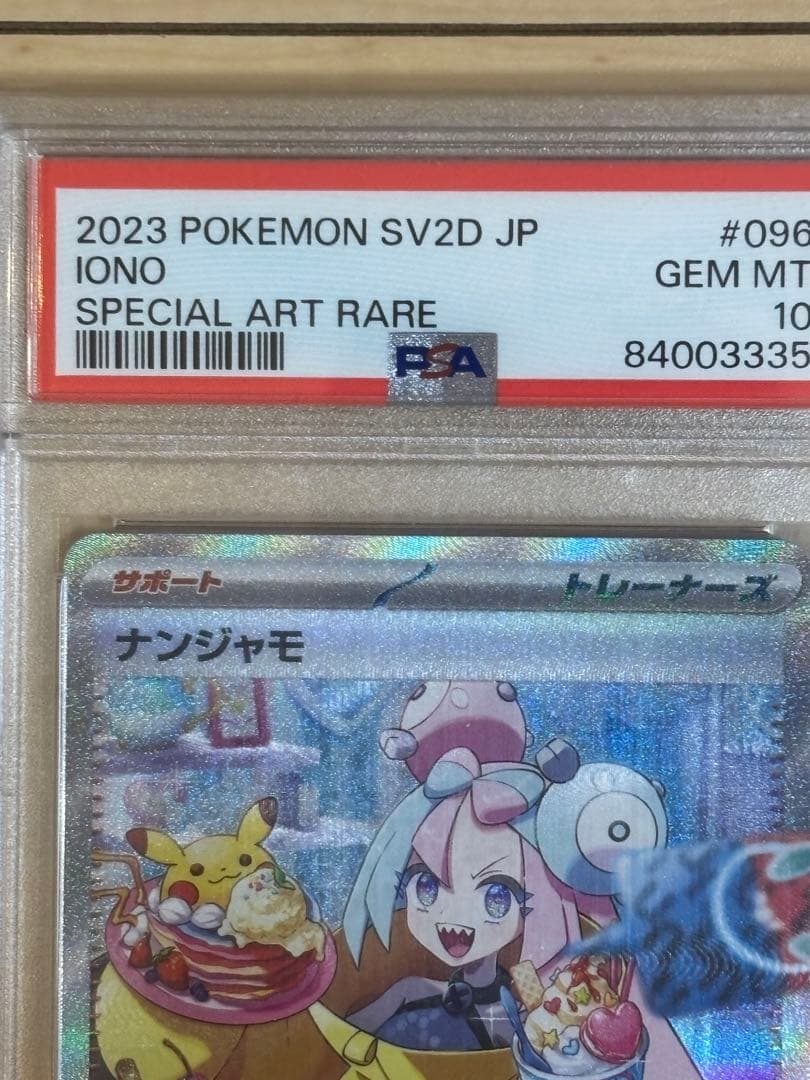 2023 POKEMON SV2D JP #096
IONO GEM MT
SPECIAL ART RARE 10
PSA 84003335
サポート トレーナーズ
ナンジャモ